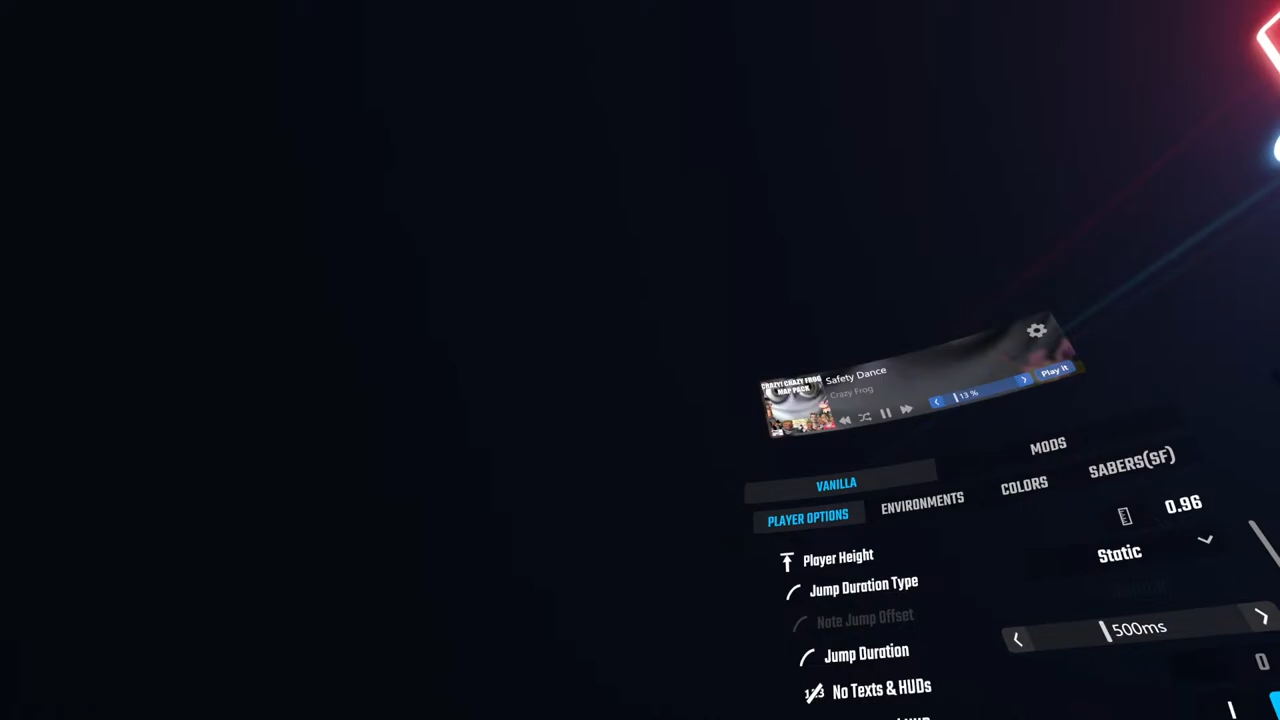 CRAZY! CRAZY FROG
MAP PACK
Safety Dance
Crazy Frog
13 %
Play It
MODS
VANILLA
PLAYER OPTIONS
ENVIRONMENTS
COLORS
SABERS(SF)
Player Height
0.96
Jump Duration Type
Static
Note Jump Offset
Jump Duration
500ms
No Texts & HUDs